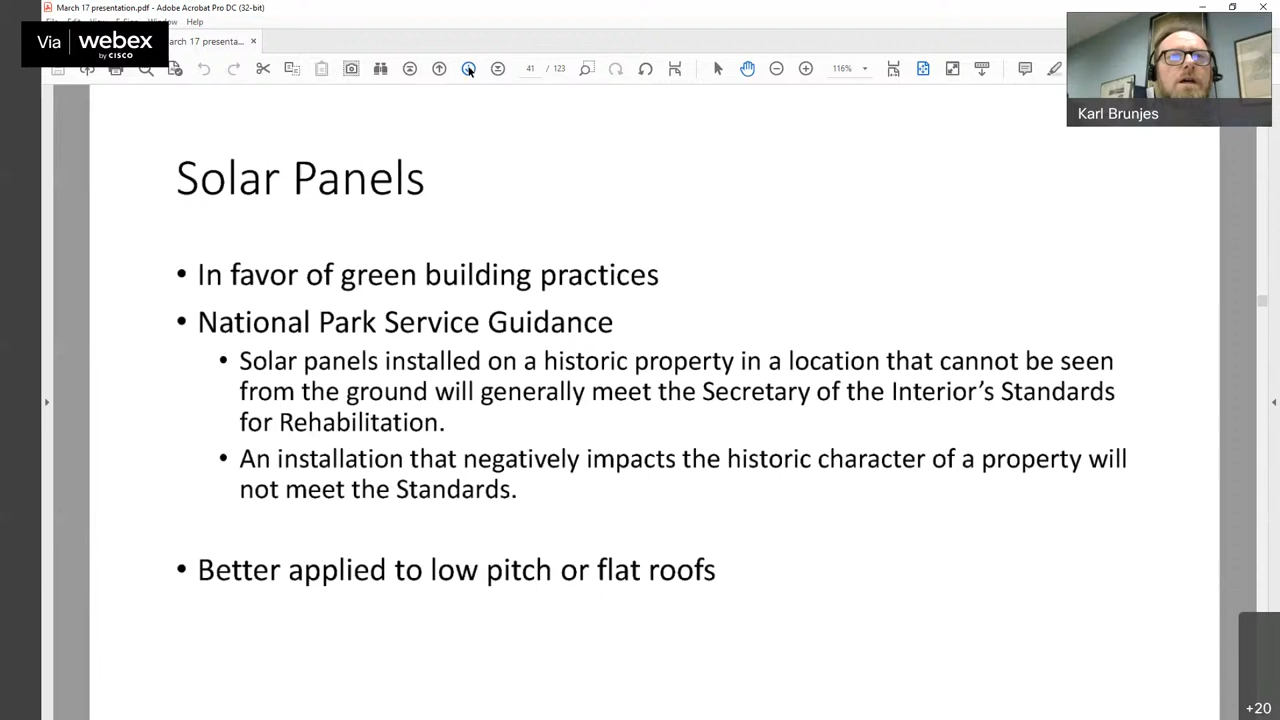 March 17 presentation.pdf - Adobe Acrobat Pro DC (32-bit)
Help
Via webex
by CISCO
arch 17 presenta...
41 / 123
116%
Karl Brunjes
Solar Panels
• In favor of green building practices
• National Park Service Guidance
• Solar panels installed on a historic property in a location that cannot be seen
from the ground will generally meet the Secretary of the Interior's Standards
for Rehabilitation.
• An installation that negatively impacts the historic character of a property will
not meet the Standards.
• Better applied to low pitch or flat roofs
+20